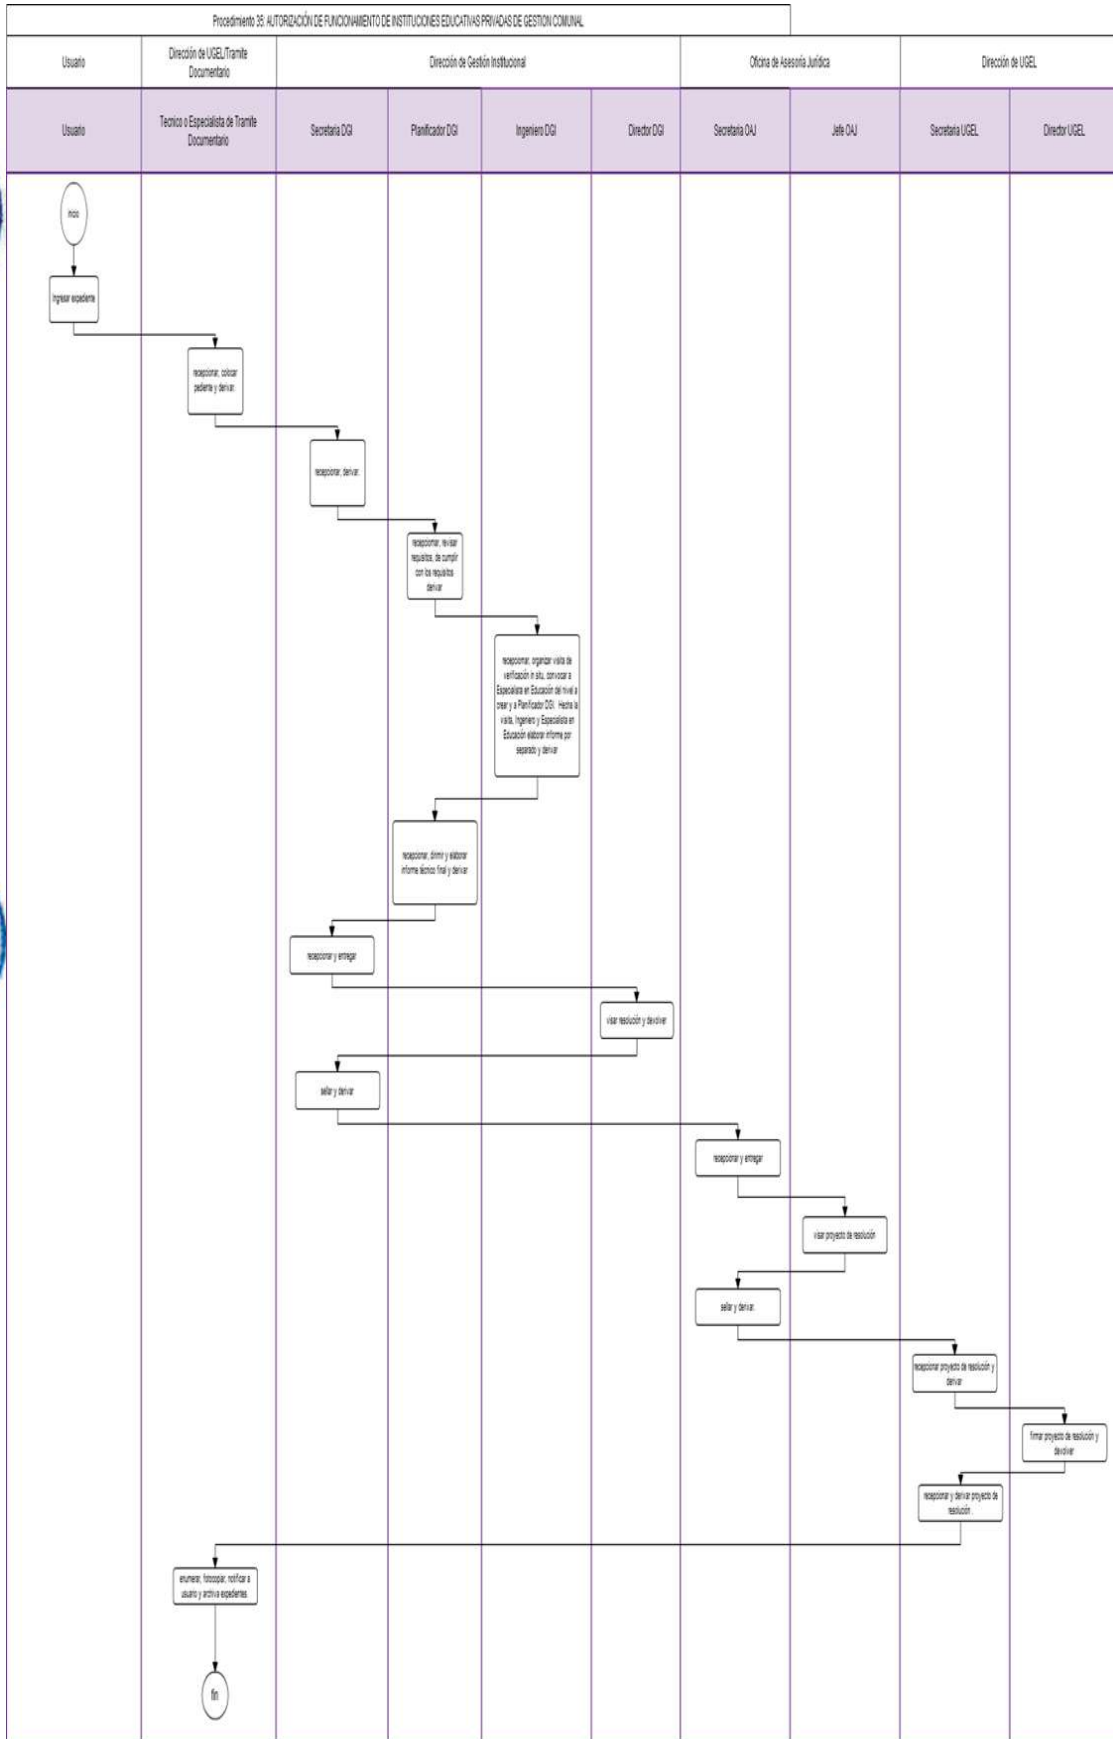 Procedimiento 35: AUTORIZACIÓN DE FUNCIONAMIENTO DE INSTITUCIONES EDUCATIVAS PRIVADAS DE GESTION COMUNAL
Usuario
Dirección de UGEL/Tramite
Documentario
Dirección de Gestión Institucional
Oficina de Asesoría Jurídica
Dirección de UGEL
Usuario
Tecnico o Especialista de Tramite
Documentario
Secretaria DGI
Planificador DGI
Ingeniero DGI
Director DGI
Secretaria OAJ
Jefe OAJ
Secretaria UGEL
Director UGEL
inicio
Ingresar expediente
recepcionar, colocar
pediente y derivar.
recepcionar, derivar.
recepciomar, revisar
requisitos, de cumplir
con los requisitos
derivar
recepciomar, organizar visita de
verificación in situ, convocar a
Especialista en Educación del nivel a
crear y a Planificador DGI. Hecha la
visita, Ingeniero y Especialista en
Educación elaborar informe por
separado y derivar
recepcionar, dirimir y elaborar
informe técnico final y derivar
recepcionar y entregar
visar resolución y devolver
sellar y derivar
recepcionar y entregar
visar proyecto de resolución
sellar y derivar.
recepcionar proyecto de resolución y
derivar
firmar proyecto de resolución y
devolver
recepcionar y derivar proyecto de
resolución .
enumerar, fotocopiar, notificar a
usuario y archiva expedientes.
fin